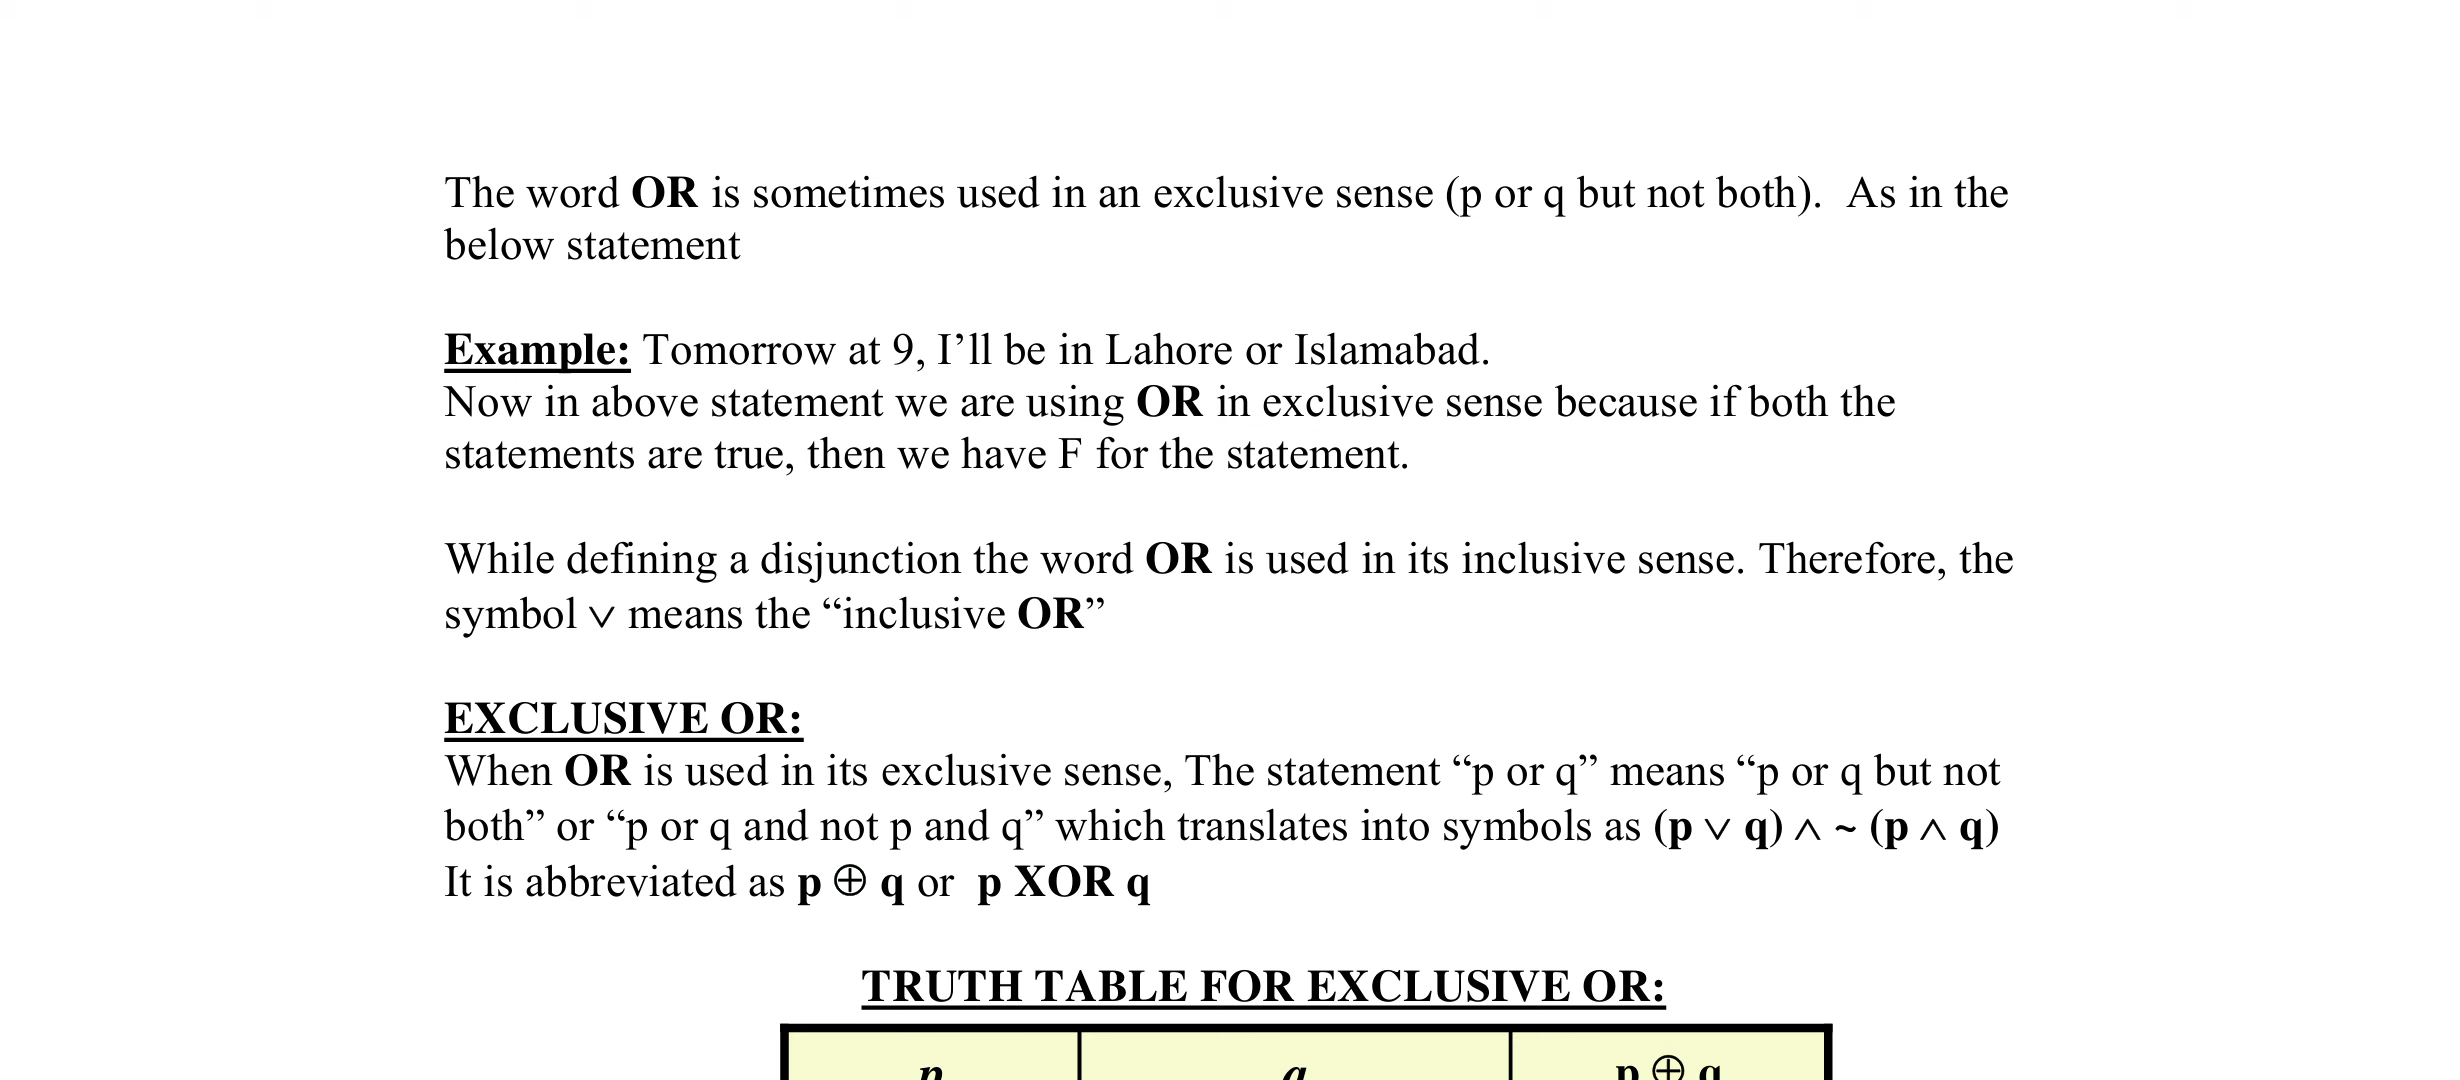 The word OR is sometimes used in an exclusive sense (p or q but not both).  As in the
below statement
Example: Tomorrow at 9, I’ll be in Lahore or Islamabad.
Now in above statement we are using OR in exclusive sense because if both the
statements are true, then we have F for the statement.
While defining a disjunction the word OR is used in its inclusive sense. Therefore, the
symbol ∨ means the “inclusive OR”
EXCLUSIVE OR:
When OR is used in its exclusive sense, The statement “p or q” means “p or q but not
both” or “p or q and not p and q” which translates into symbols as (p ∨ q) ∧ ~ (p ∧ q)
It is abbreviated as p ⊕ q or  p XOR q
TRUTH TABLE FOR EXCLUSIVE OR:
p q p ⊕ q